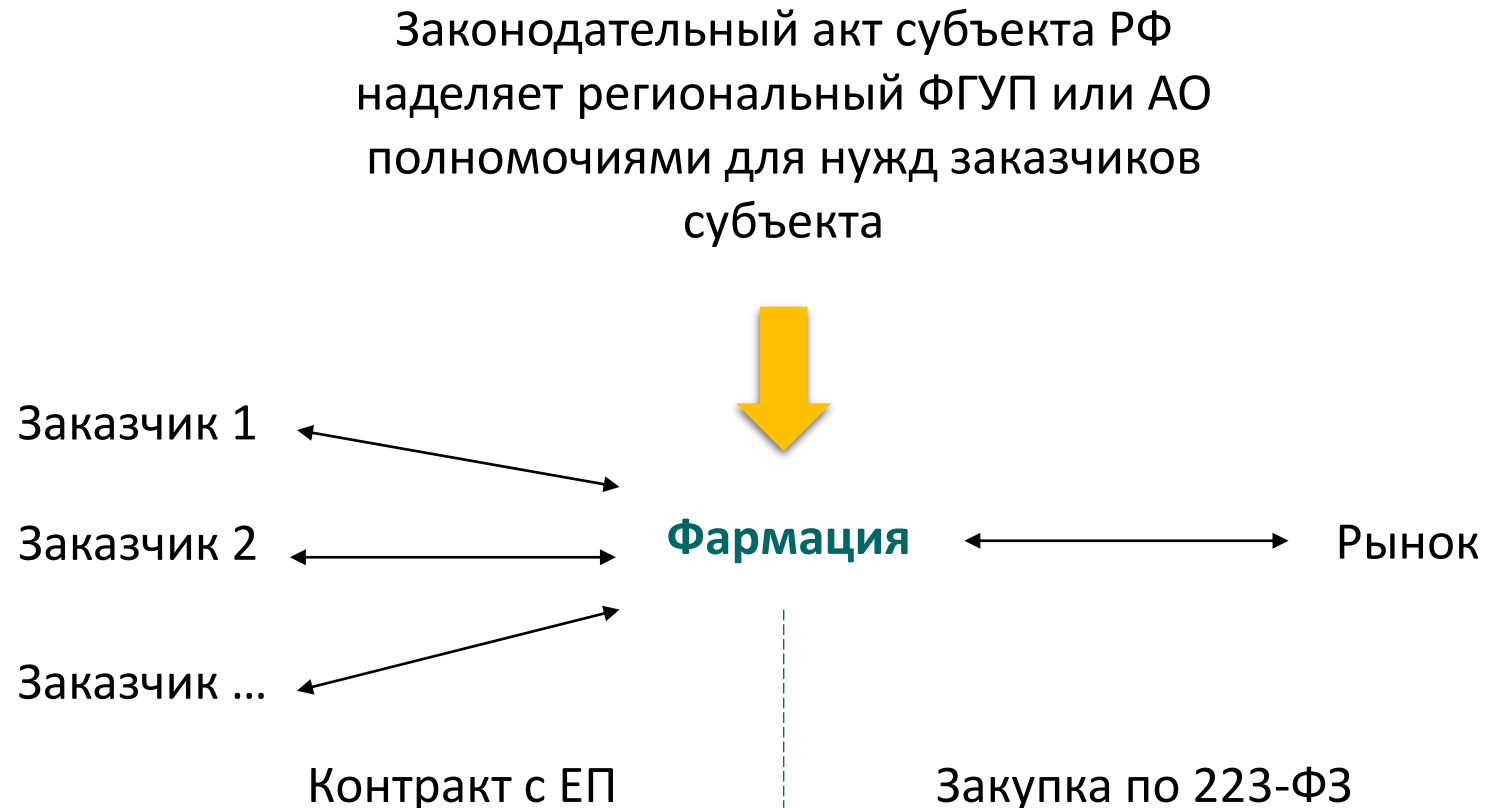 Законодательный акт субъекта РФ
наделяет региональный ФГУП или АО
полномочиями для нужд заказчиков
субъекта
Заказчик 1
Заказчик 2
Фармация
Рынок
Заказчик ...
Контракт с ЕП
Закупка по 223-ФЗ